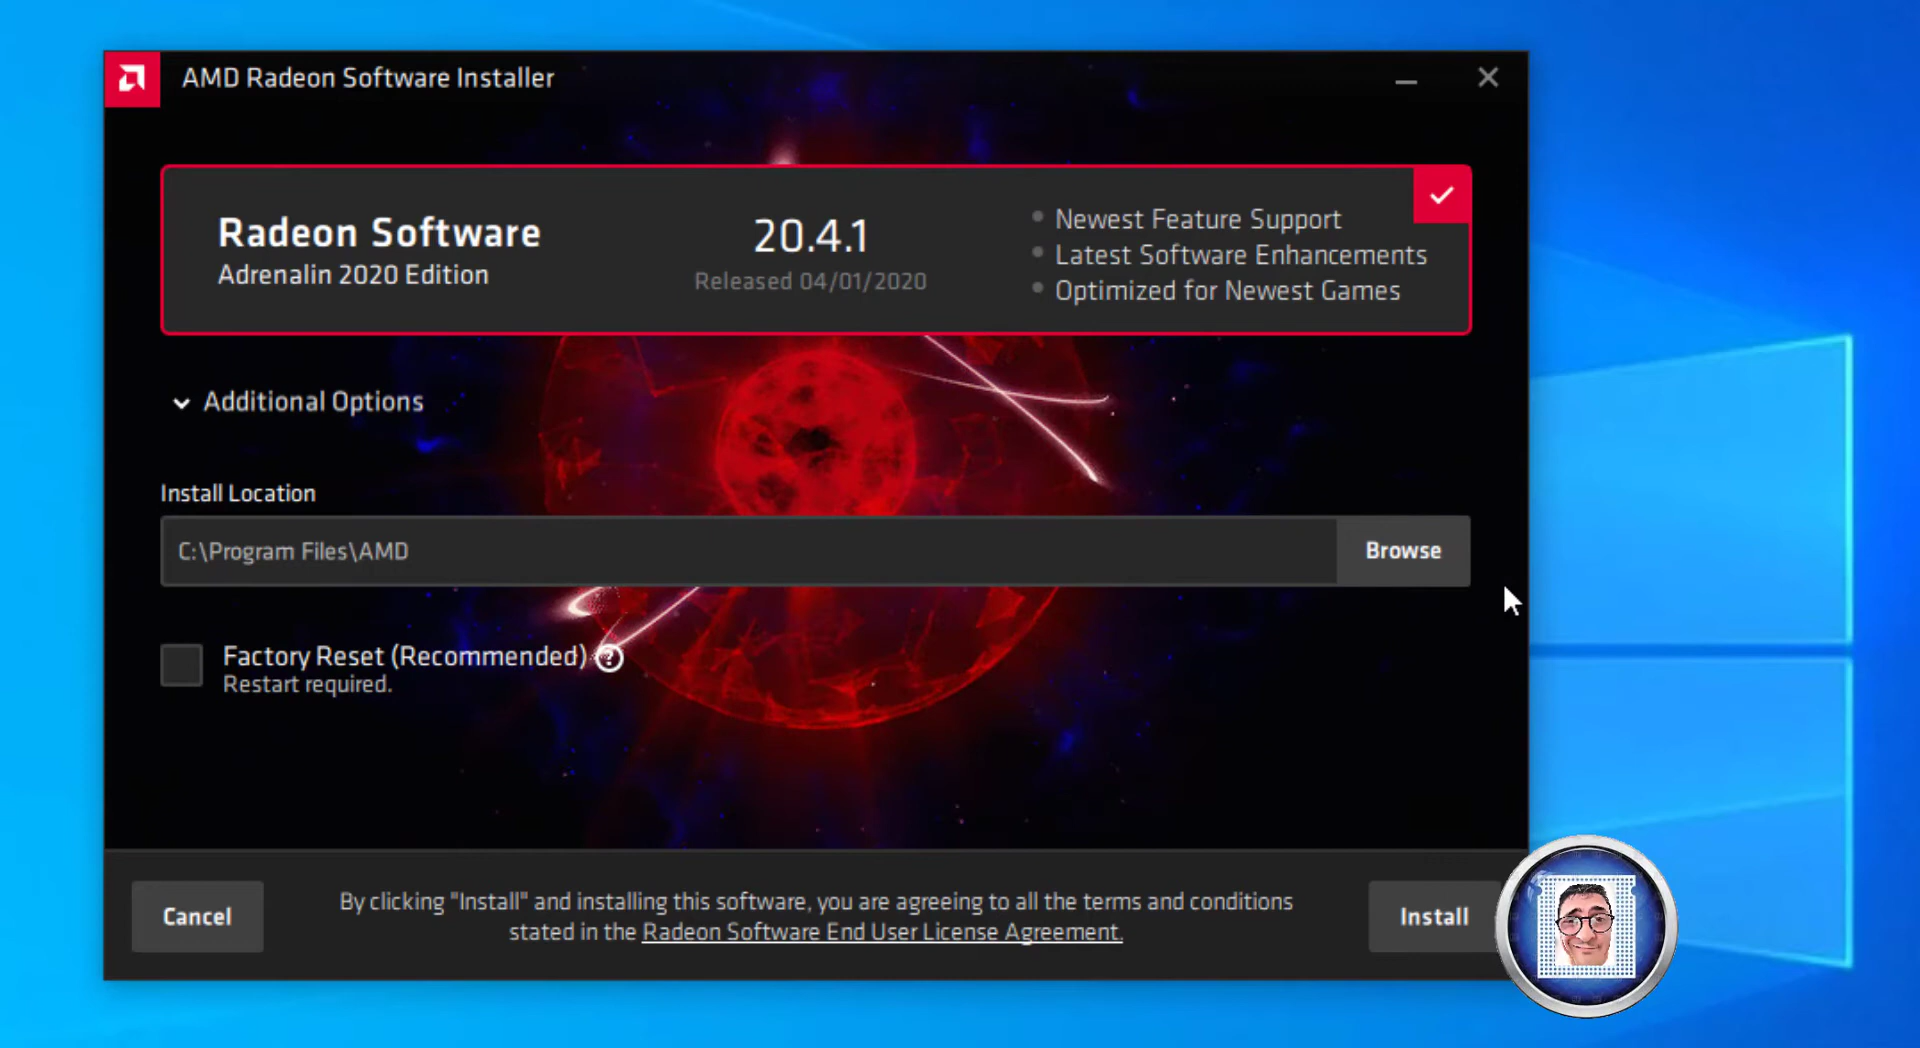 AMD Radeon Software Installer
Radeon Software
Adrenalin 2020 Edition
20.4.1
Released 04/01/2020
Newest Feature Support
Latest Software Enhancements
Optimized for Newest Games
Additional Options
Install Location
C:\Program Files\AMD
Browse
Factory Reset (Recommended) ?
Restart required.
Cancel
By clicking "Install" and installing this software, you are agreeing to all the terms and conditions
stated in the Radeon Software End User License Agreement.
Install